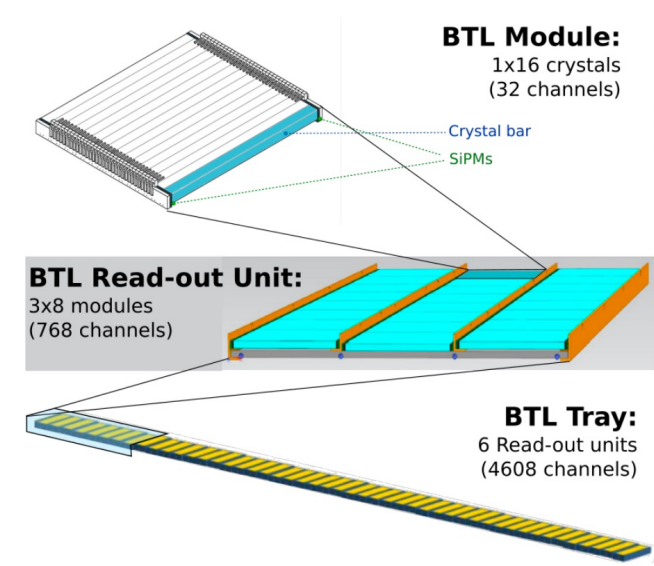 BTL Module:
1x16 crystals
(32 channels)
Crystal bar
SiPMs
BTL Read-out Unit:
3x8 modules
(768 channels)
BTL Tray:
6 Read-out units
(4608 channels)